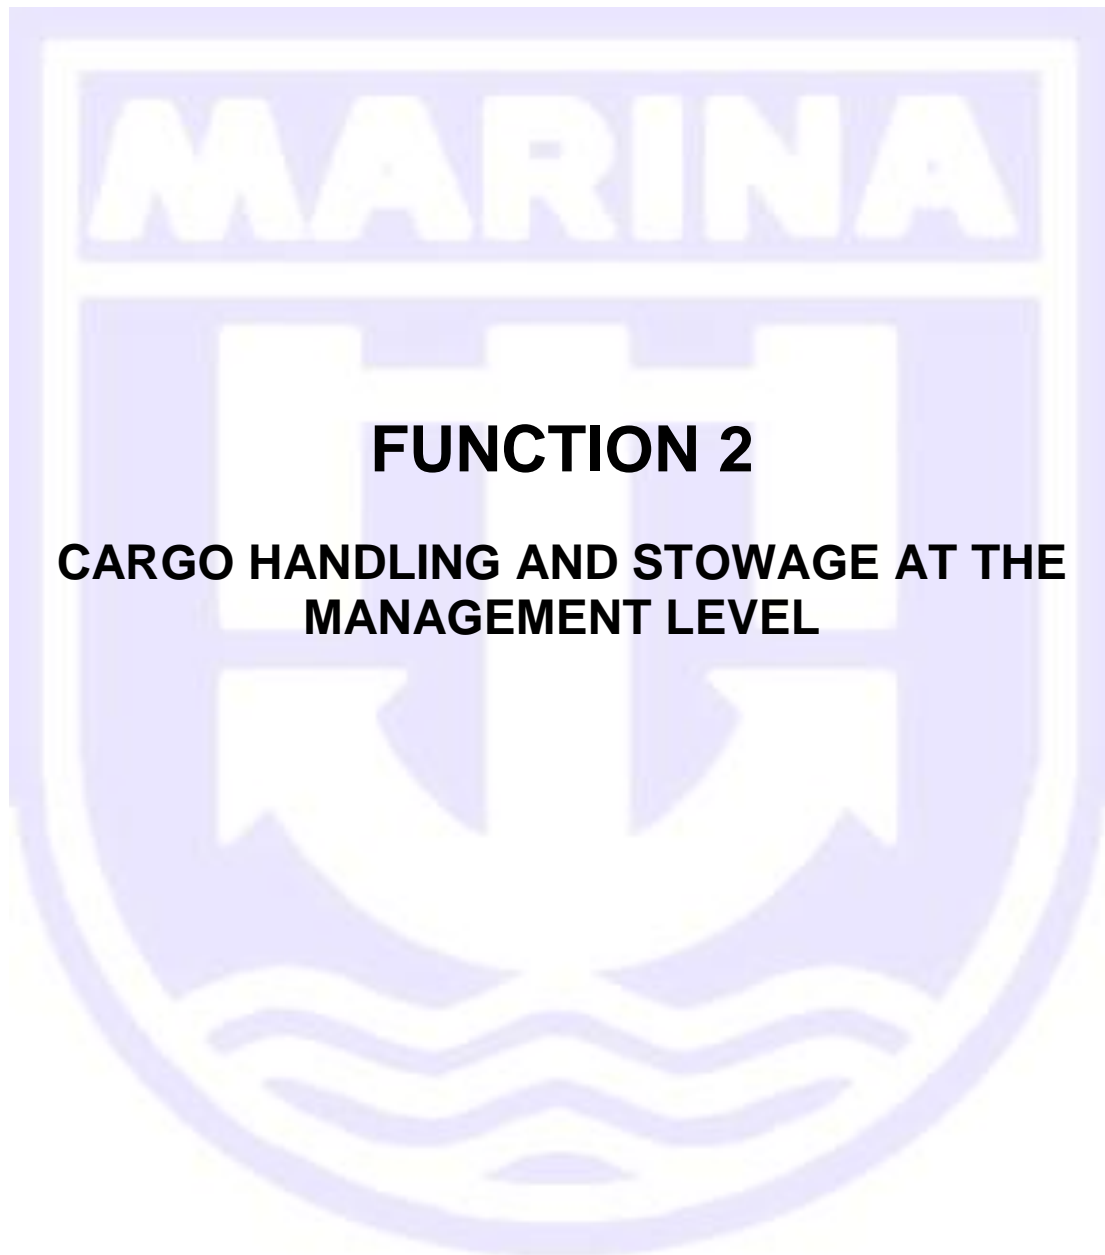 MARINA
FUNCTION 2
CARGO HANDLING AND STOWAGE AT THE
MANAGEMENT LEVEL